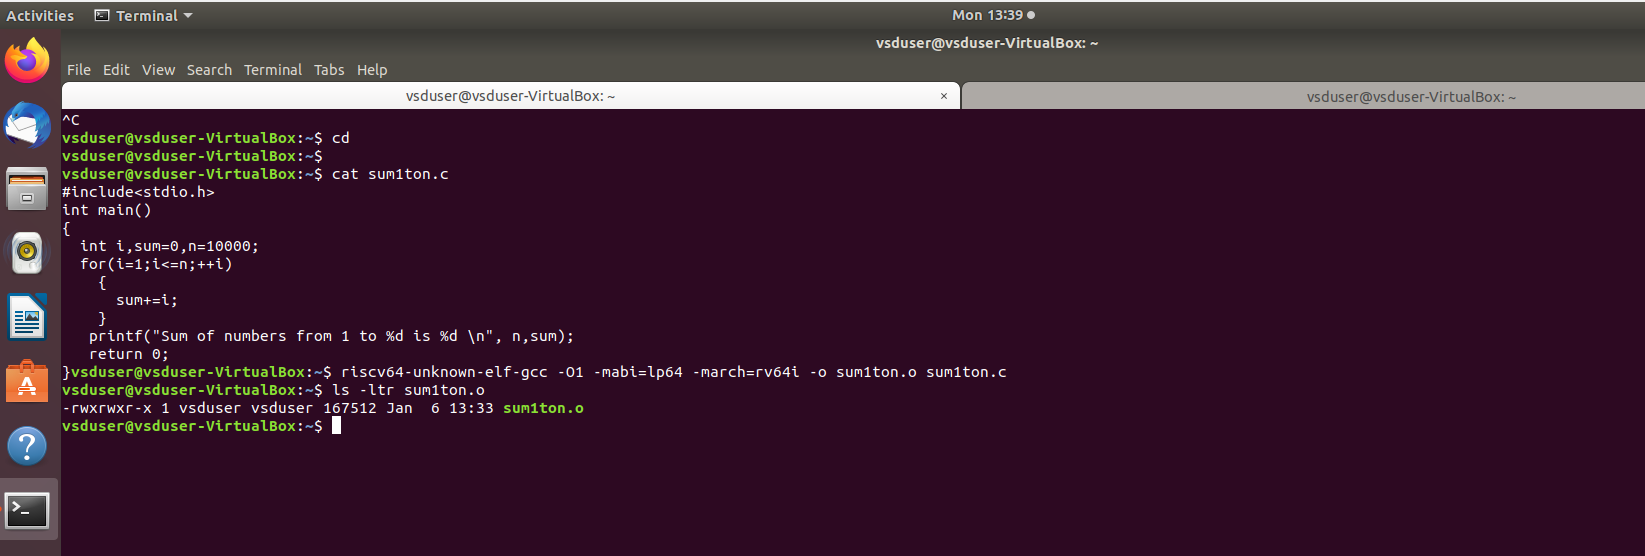 Activities Terminal Mon 13:39
vsduser@vsduser-VirtualBox: ~
File Edit View Search Terminal Tabs Help
vsduser@vsduser-VirtualBox: ~ × vsduser@vsduser-VirtualBox: ~
^C
vsduser@vsduser-VirtualBox:~$ cd
vsduser@vsduser-VirtualBox:~$
vsduser@vsduser-VirtualBox:~$ cat sum1ton.c
#include<stdio.h>
int main()
{
  int i,sum=0,n=10000;
  for(i=1;i<=n;++i)
    {
      sum+=i;
    }
   printf("Sum of numbers from 1 to %d is %d \n", n,sum);
   return 0;
}vsduser@vsduser-VirtualBox:~$ riscv64-unknown-elf-gcc -O1 -mabi=lp64 -march=rv64i -o sum1ton.o sum1ton.c
vsduser@vsduser-VirtualBox:~$ ls -ltr sum1ton.o
-rwxrwxr-x 1 vsduser vsduser 167512 Jan  6 13:33 sum1ton.o
vsduser@vsduser-VirtualBox:~$